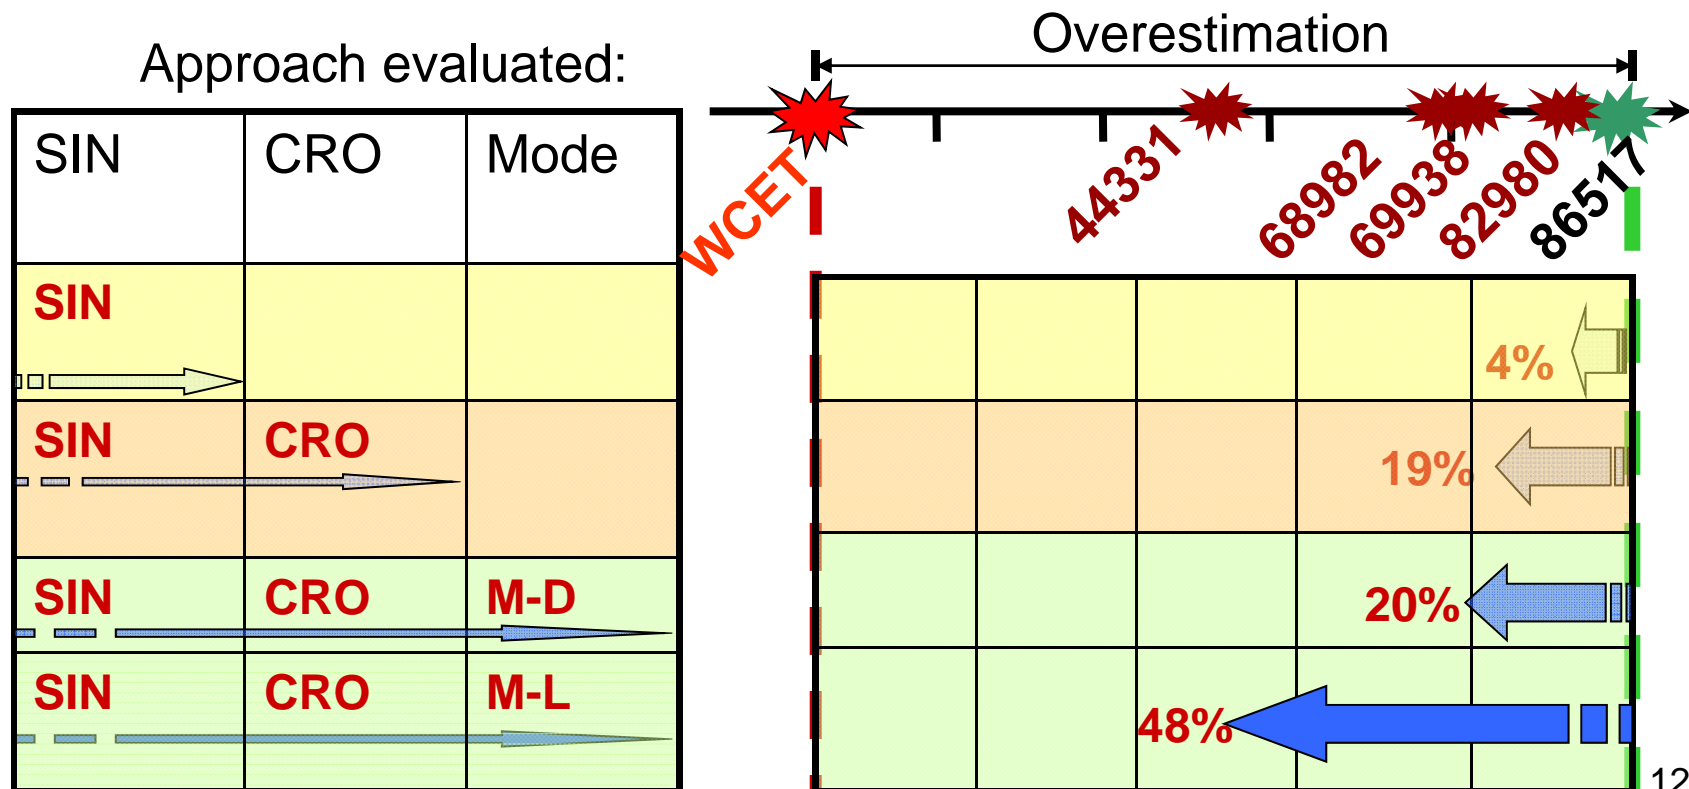 Approach evaluated:
Overestimation
SIN CRO Mode
WCET
44331
68982
69938
82980
86517
SIN
4%
SIN CRO
19%
SIN CRO M-D
20%
SIN CRO M-L
48%
12